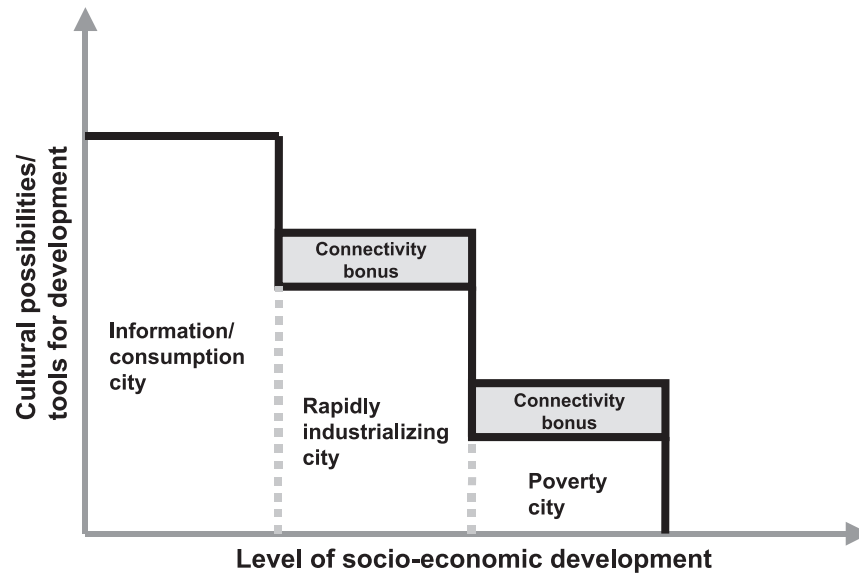 Cultural possibilities/
tools for development
Connectivity
bonus
Information/
consumption
city
Connectivity
bonus
Rapidly
industrializing
city
Poverty
city
Level of socio-economic development